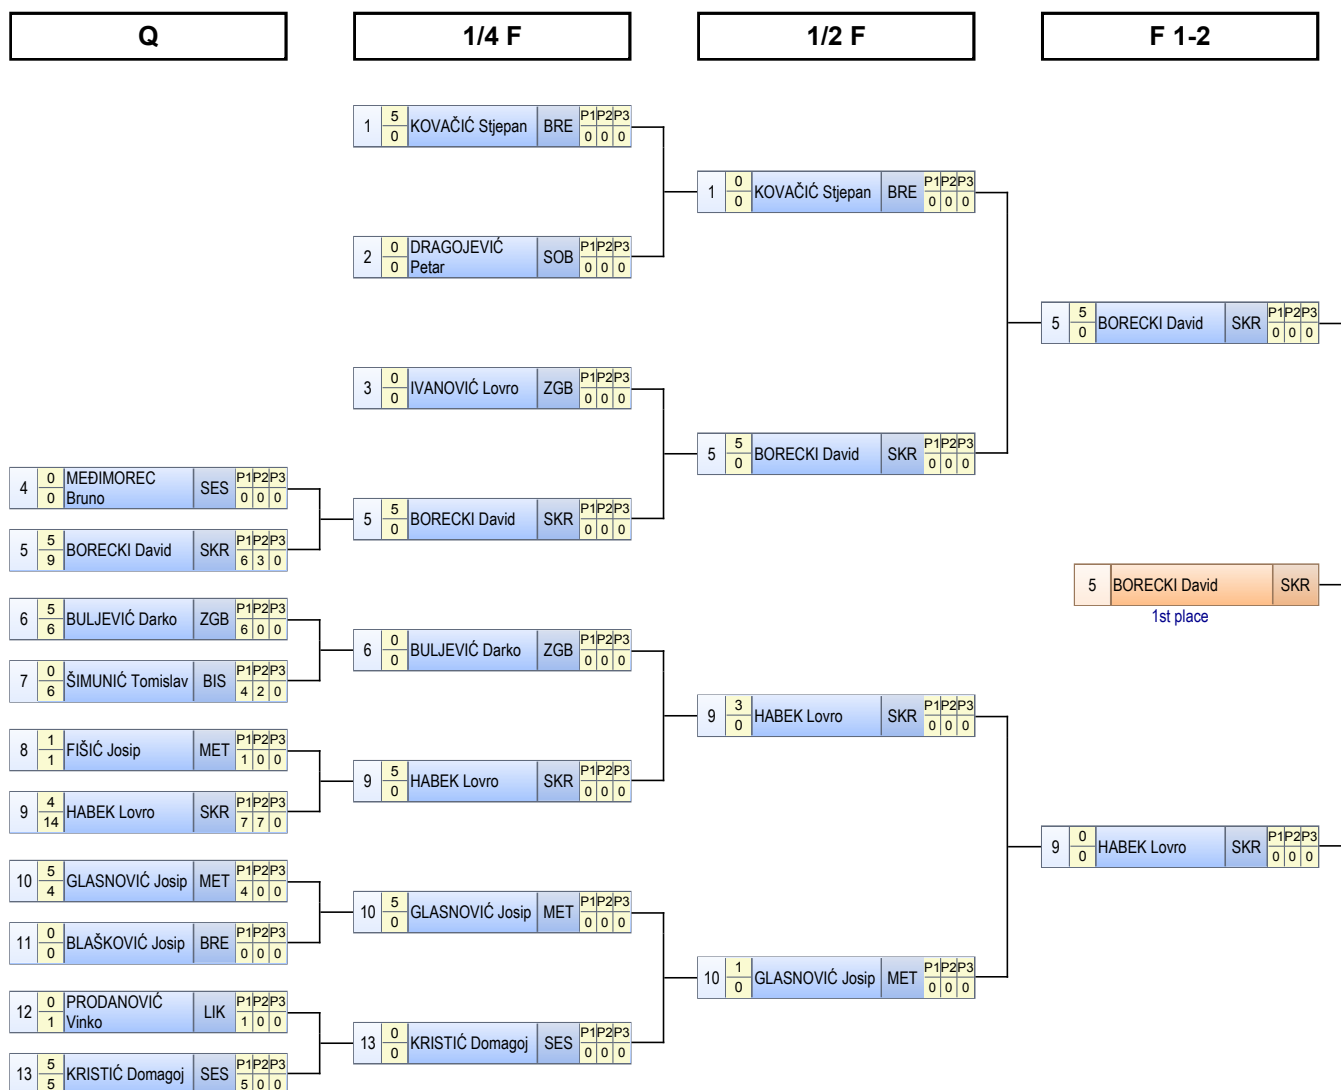 Q
1/4 F
1/2 F
F 1-2
1 5 0 KOVAČIĆ Stjepan BRE P1 P2 P3 0 0 0
2 0 0 DRAGOJEVIĆ Petar SOB P1 P2 P3 0 0 0
3 0 0 IVANOVIĆ Lovro ZGB P1 P2 P3 0 0 0
4 0 0 MEĐIMOREC Bruno SES P1 P2 P3 0 0 0
5 5 9 BORECKI David SKR P1 P2 P3 6 3 0
5 5 0 BORECKI David SKR P1 P2 P3 0 0 0
6 5 6 BULJEVIĆ Darko ZGB P1 P2 P3 6 0 0
7 0 6 ŠIMUNIĆ Tomislav BIS P1 P2 P3 4 2 0
6 0 0 BULJEVIĆ Darko ZGB P1 P2 P3 0 0 0
8 1 1 FIŠIĆ Josip MET P1 P2 P3 1 0 0
9 4 14 HABEK Lovro SKR P1 P2 P3 7 7 0
9 5 0 HABEK Lovro SKR P1 P2 P3 0 0 0
10 5 4 GLASNOVIĆ Josip MET P1 P2 P3 4 0 0
11 0 0 BLAŠKOVIĆ Josip BRE P1 P2 P3 0 0 0
10 5 0 GLASNOVIĆ Josip MET P1 P2 P3 0 0 0
12 0 1 PRODANOVIĆ Vinko LIK P1 P2 P3 1 0 0
13 5 5 KRISTIĆ Domagoj SES P1 P2 P3 5 0 0
13 0 0 KRISTIĆ Domagoj SES P1 P2 P3 0 0 0
1 0 0 KOVAČIĆ Stjepan BRE P1 P2 P3 0 0 0
5 5 0 BORECKI David SKR P1 P2 P3 0 0 0
9 3 0 HABEK Lovro SKR P1 P2 P3 0 0 0
10 1 0 GLASNOVIĆ Josip MET P1 P2 P3 0 0 0
5 5 0 BORECKI David SKR P1 P2 P3 0 0 0
5 BORECKI David SKR
1st place
9 0 0 HABEK Lovro SKR P1 P2 P3 0 0 0